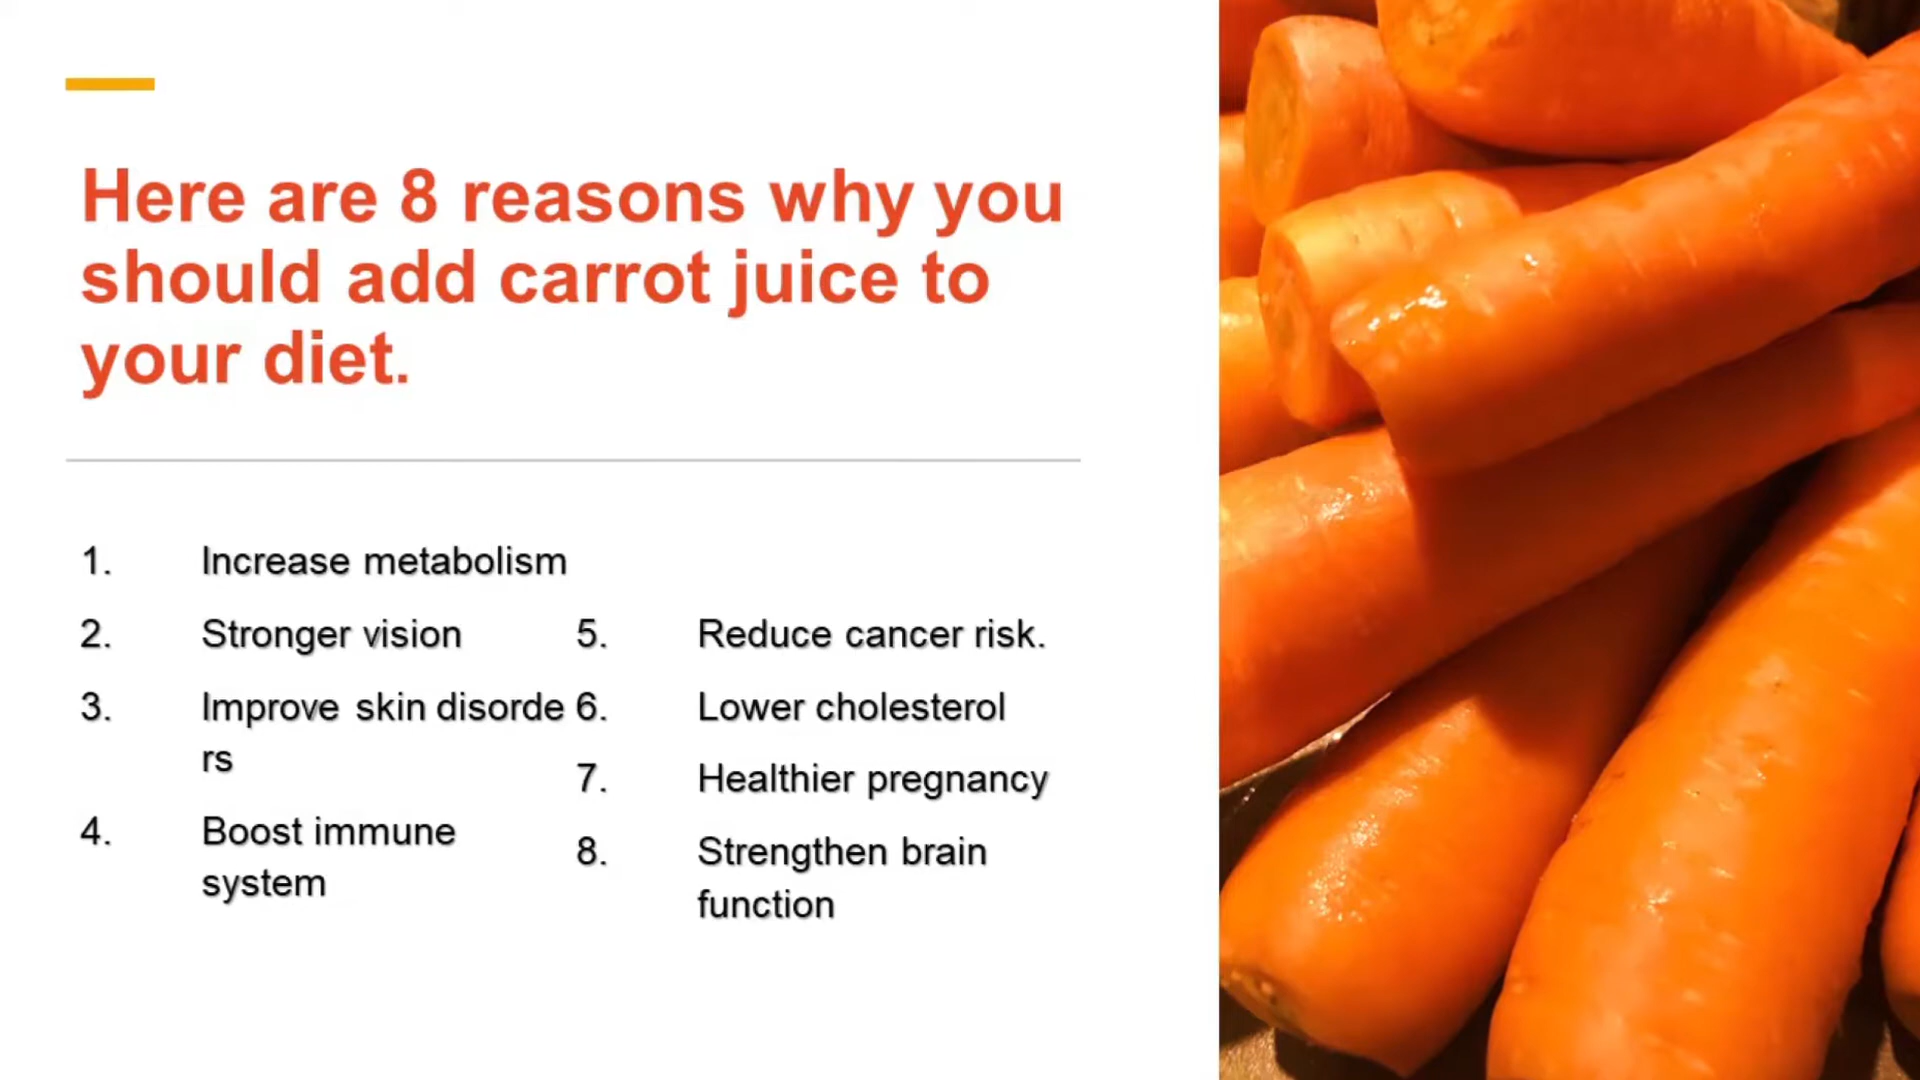 Here are 8 reasons why you
should add carrot juice to
your diet.
1. Increase metabolism
2. Stronger vision
3. Improve skin disorde
rs
4. Boost immune
system
5. Reduce cancer risk.
6. Lower cholesterol
7. Healthier pregnancy
8. Strengthen brain
function